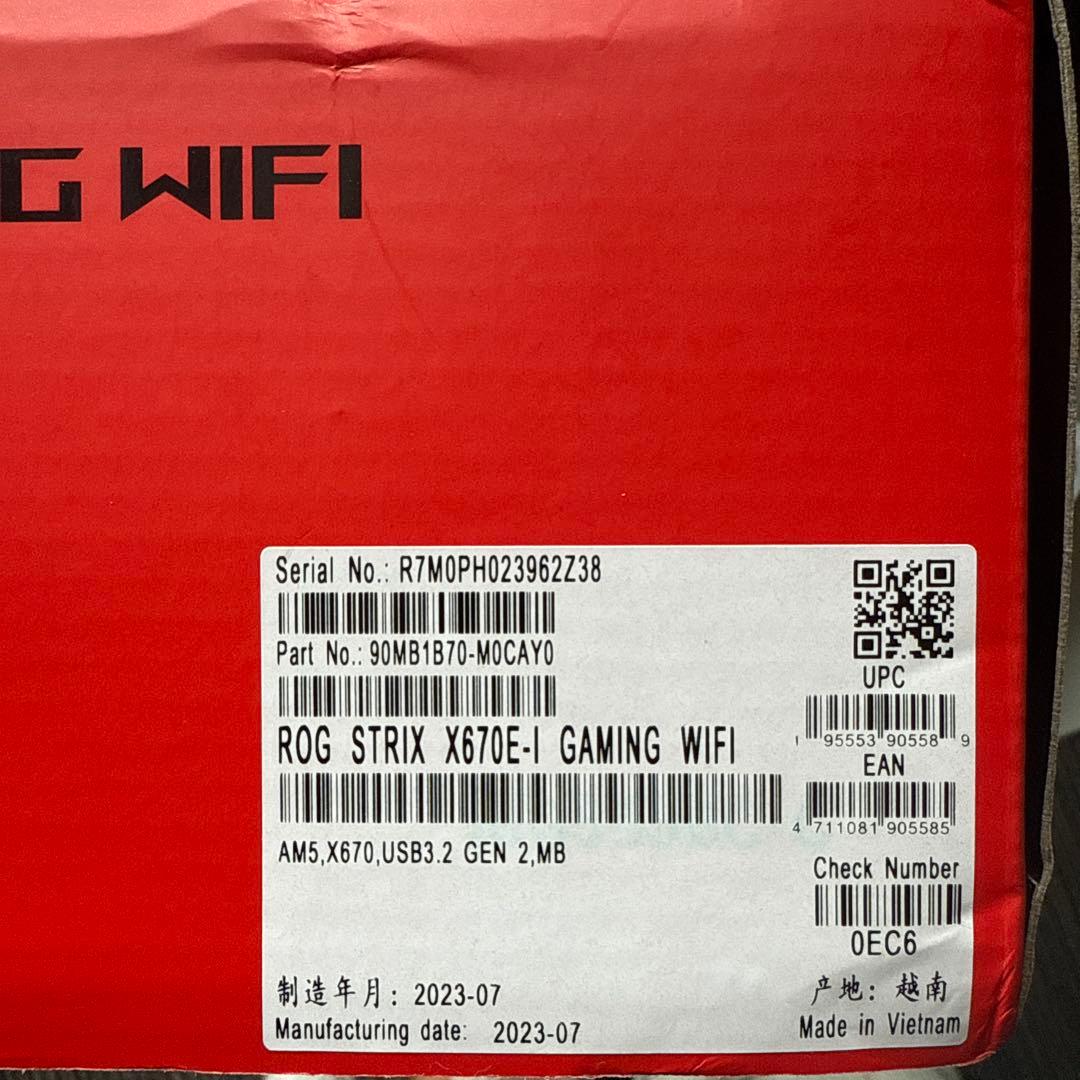 G WIFI
Serial No.: R7M0PH023962Z38
Part No.: 90MB1B70-M0CAY0
UPC
1 95553 90558 9
ROG STRIX X670E-I GAMING WIFI
EAN
4 711081 905585
AM5,X670,USB3.2 GEN 2,MB
Check Number
0EC6
制造年月: 2023-07
产地: 越南
Manufacturing date: 2023-07
Made in Vietnam